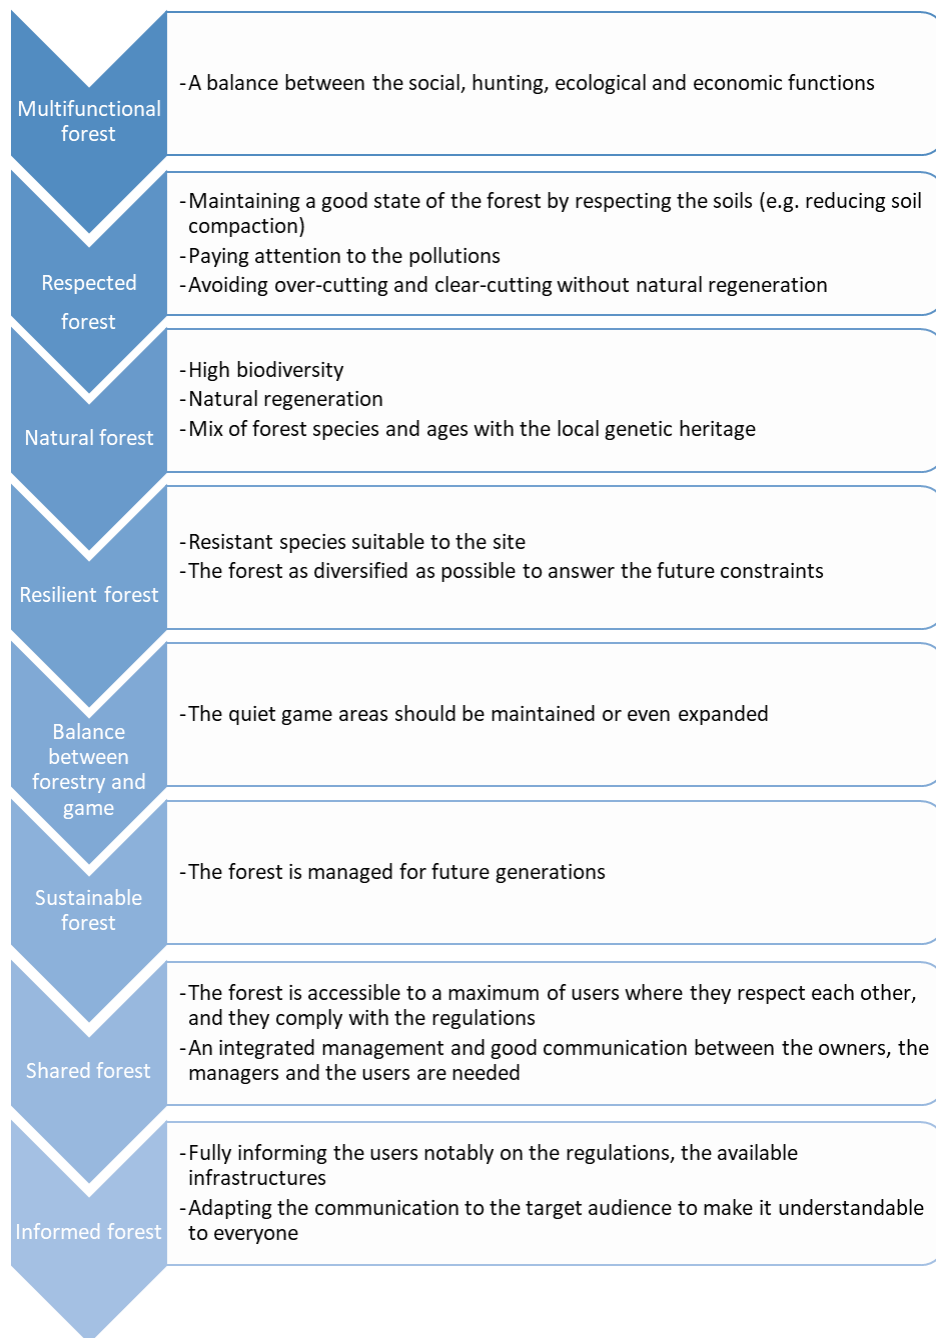 Multifunctional
forest
-A balance between the social, hunting, ecological and economic functions
Respected
forest
-Maintaining a good state of the forest by respecting the soils (e.g. reducing soil
compaction)
-Paying attention to the pollutions
-Avoiding over-cutting and clear-cutting without natural regeneration
Natural forest
-High biodiversity
-Natural regeneration
-Mix of forest species and ages with the local genetic heritage
Resilient forest
-Resistant species suitable to the site
-The forest as diversified as possible to answer the future constraints
Balance
between
forestry and
game
-The quiet game areas should be maintained or even expanded
Sustainable
forest
-The forest is managed for future generations
Shared forest
-The forest is accessible to a maximum of users where they respect each other,
and they comply with the regulations
-An integrated management and good communication between the owners, the
managers and the users are needed
Informed forest
-Fully informing the users notably on the regulations, the available
infrastructures
-Adapting the communication to the target audience to make it understandable
to everyone